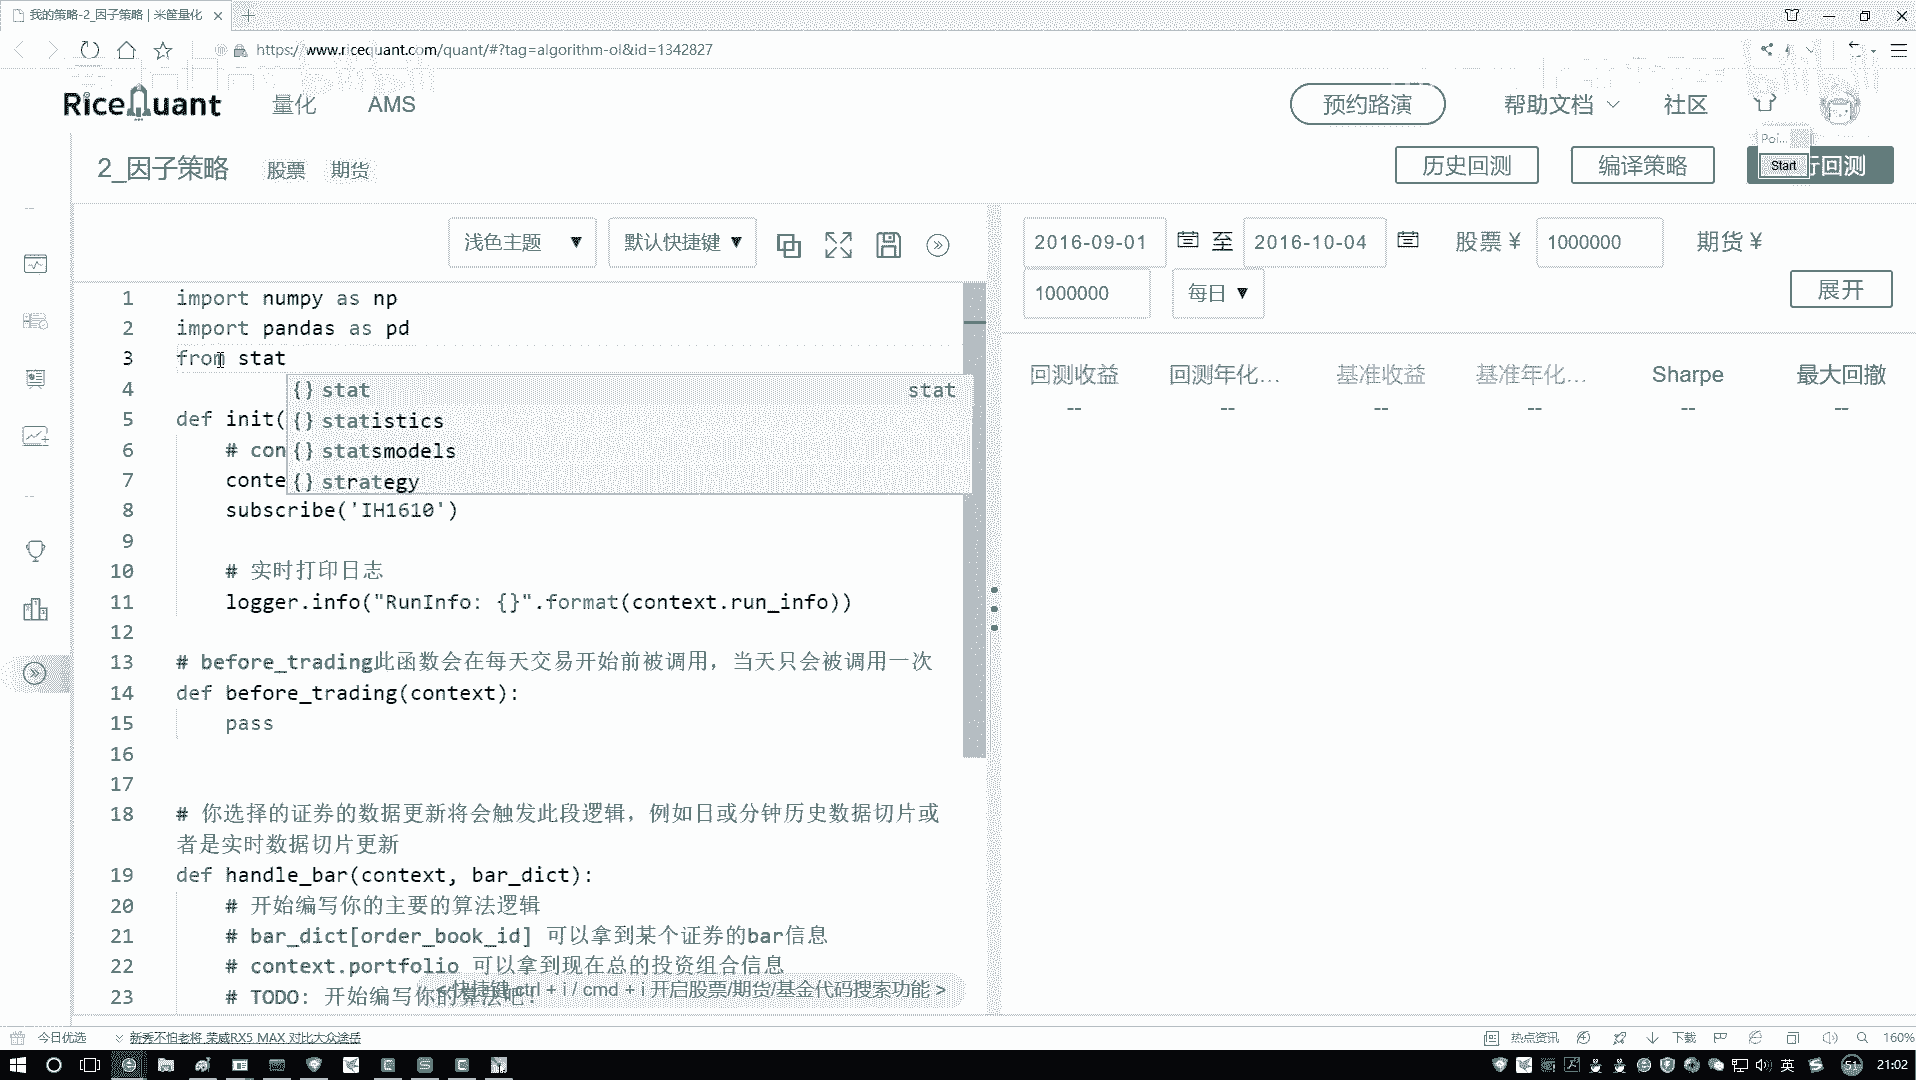 我的策略-2_因子策略 | 米筐量化
https://www.ricequant.com/quant/#?tag=algorithm-ol&id=1342827
RiceQuant 量化 AMS 预约路演 帮助文档 社区
Poi...
2_因子策略 股票 期货 历史回测 编译策略 Start 行回测
浅色主题 ▼ 默认快捷键 ▼ 2016-09-01 至 2016-10-04 股票 ¥ 1000000 期货 ¥
1000000 每日 ▼ 展开
回测收益 回测年化... 基准收益 基准年化... Sharpe 最大回撤
-- -- -- -- -- --
1 import numpy as np
2 import pandas as pd
3 from stat
4 {} stat stat
5 def init( {} statistics
6 # con {} statsmodels
7 conte {} strategy
8 subscribe('IH1610')
9
10 # 实时打印日志
11 logger.info("RunInfo: {}".format(context.run_info))
12
13 # before_trading此函数会在每天交易开始前被调用，当天只会被调用一次
14 def before_trading(context):
15 pass
16
17
18 # 你选择的证券的数据更新将会触发此段逻辑，例如日或分钟历史数据切片或
者是实时数据切片更新
19 def handle_bar(context, bar_dict):
20 # 开始编写你的主要的算法逻辑
21 # bar_dict[order_book_id] 可以拿到某个证券的bar信息
22 # context.portfolio 可以拿到现在总的投资组合信息
23 # TODO: 开始编写你的算法吧!
< 快捷键 ctrl + i / cmd + i 开启股票/期货/基金代码搜索功能 >
今日优选 新秀不怕老将 荣威RX5 MAX 对比大众途岳 热点资讯 下载 160%
英 51 21:02